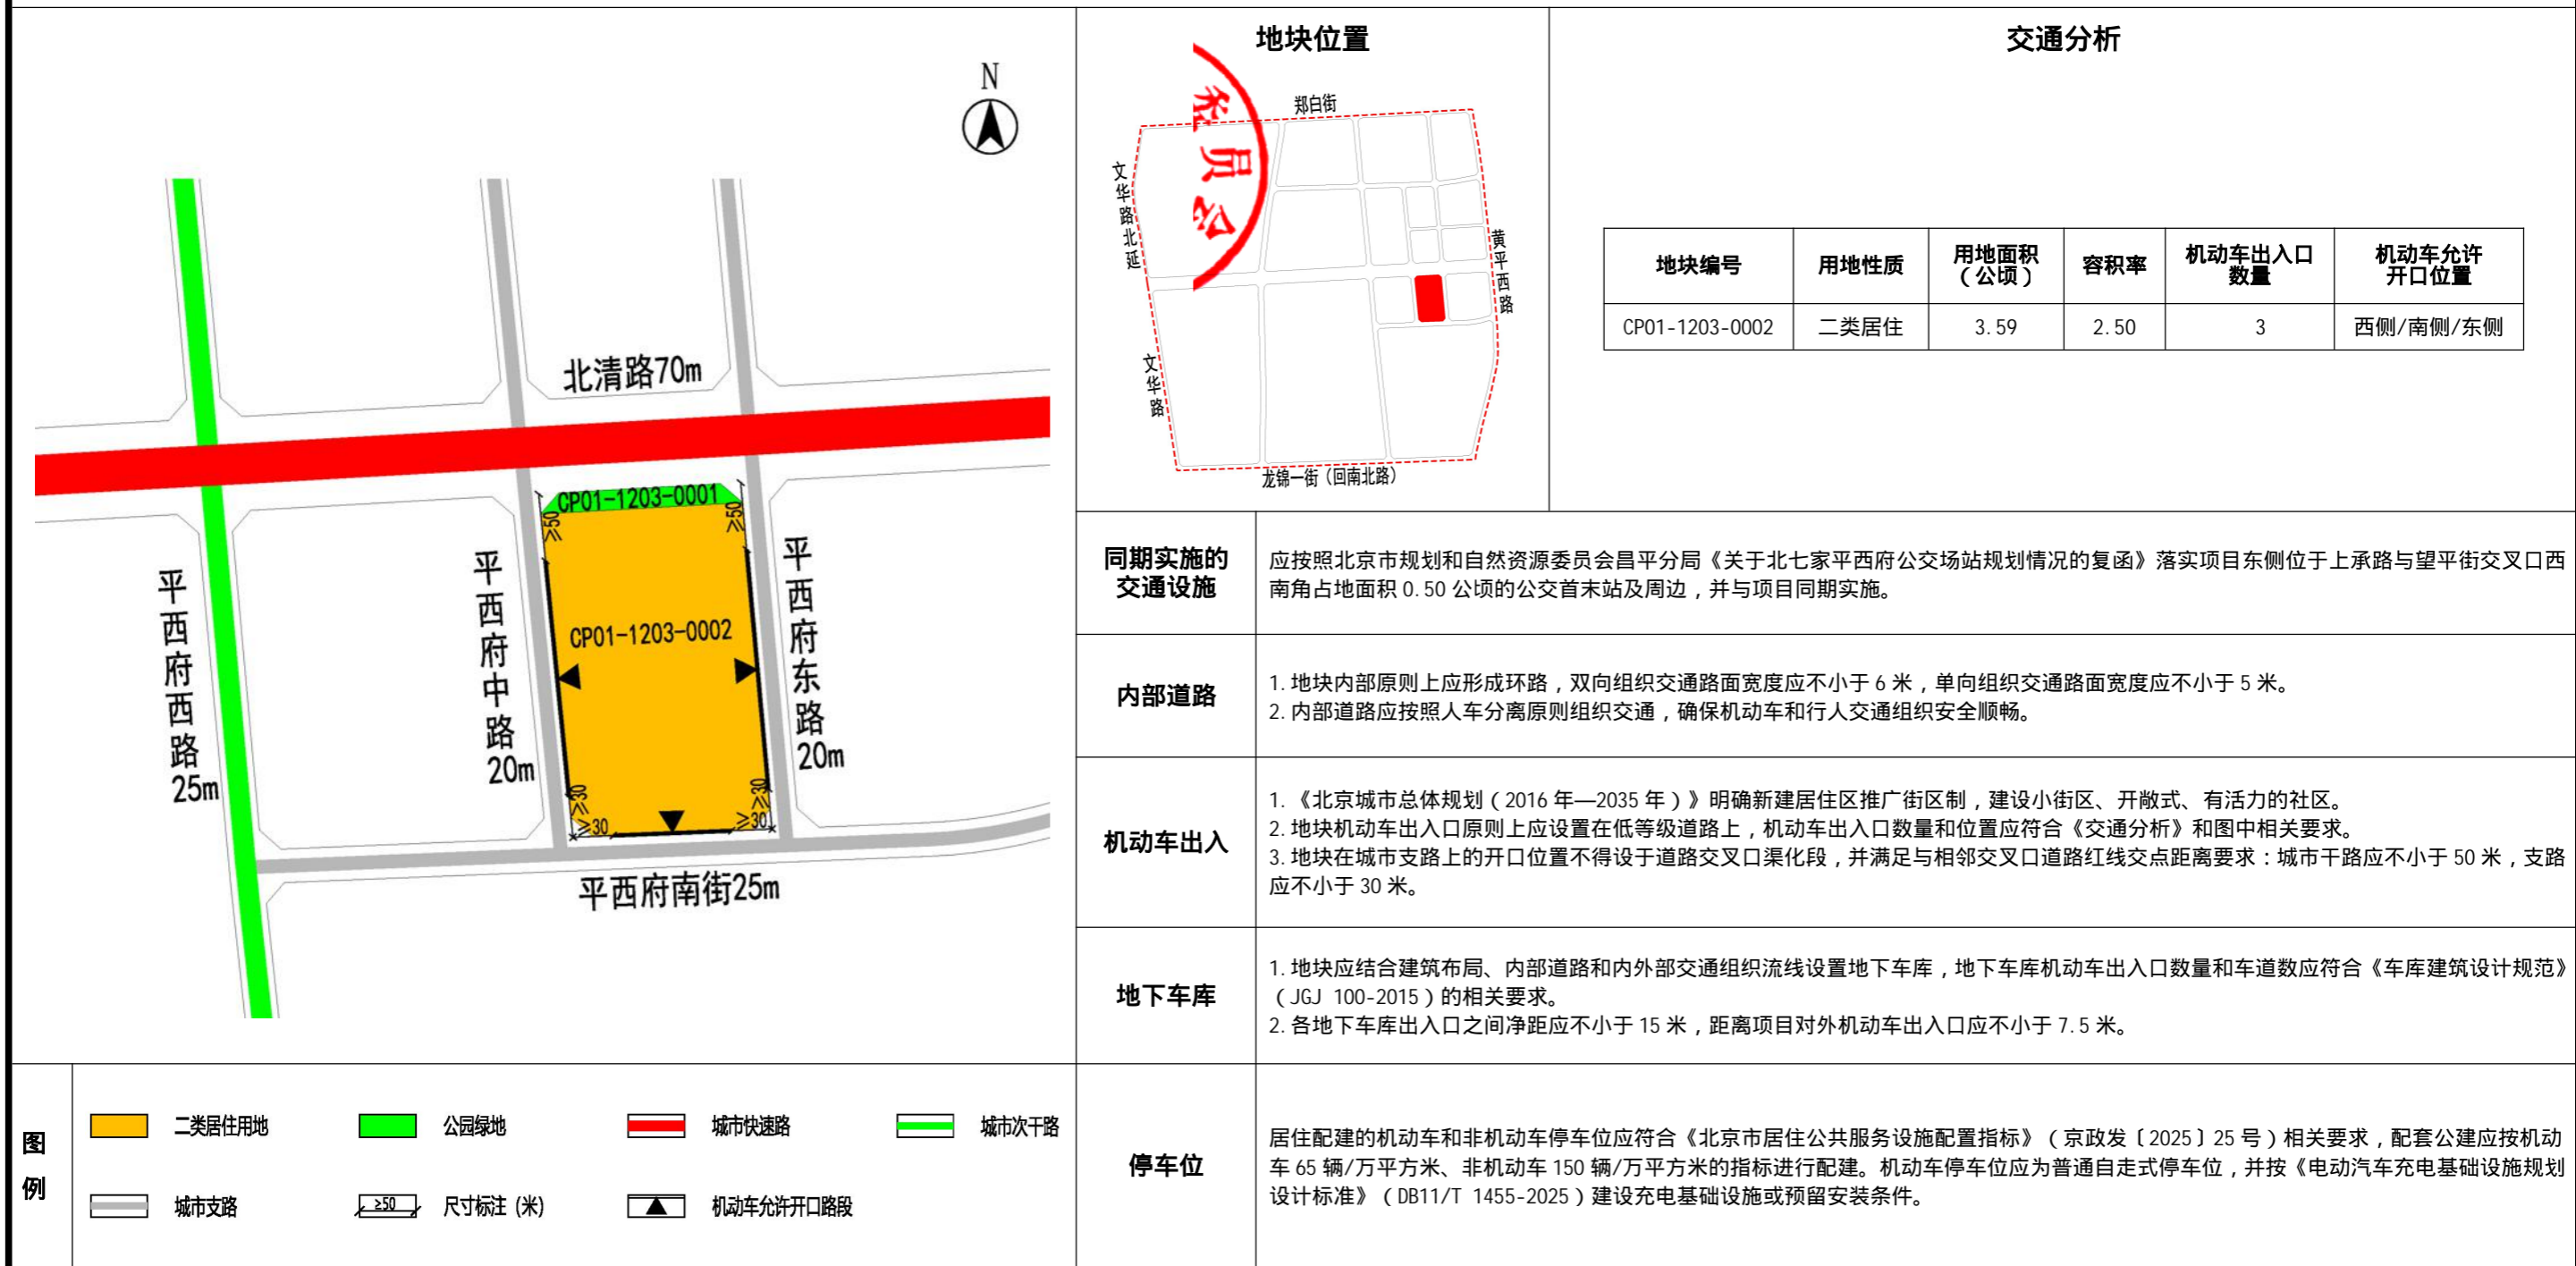 N
北清路70m
CP01-1203-0001
≥50
≥50
CP01-1203-0002
平西府西路
25m
平西府中路
20m
平西府东路
20m
≥30
≥30
≥30
≥30
平西府南街25m
地块位置
郑白街
文华路北延
黄平西路
文华路
龙锦一街（回南北路）
员
公
交通分析
地块编号 用地性质 用地面积（公顷） 容积率 机动车出入口数量 机动车允许开口位置
CP01-1203-0002 二类居住 3.59 2.50 3 西侧/南侧/东侧
同期实施的
交通设施
应按照北京市规划和自然资源委员会昌平分局《关于北七家平西府公交场站规划情况的复函》落实项目东侧位于上承路与望平街交叉口西
南角占地面积 0.50 公顷的公交首末站及周边，并与项目同期实施。
内部道路
1. 地块内部原则上应形成环路，双向组织交通路面宽度应不小于 6 米，单向组织交通路面宽度应不小于 5 米。
2. 内部道路应按照人车分离原则组织交通，确保机动车和行人交通组织安全顺畅。
机动车出入
1. 《北京城市总体规划（2016 年—2035 年）》明确新建居住区推广街区制，建设小街区、开敞式、有活力的社区。
2. 地块机动车出入口原则上应设置在低等级道路上，机动车出入口数量和位置应符合《交通分析》和图中相关要求。
3. 地块在城市支路上的开口位置不得设于道路交叉口渠化段，并满足与相邻交叉口道路红线交点距离要求：城市干路应不小于 50 米，支路
应不小于 30 米。
地下车库
1. 地块应结合建筑布局、内部道路和内外部交通组织流线设置地下车库，地下车库机动车出入口数量和车道数应符合《车库建筑设计规范》
（JGJ 100-2015）的相关要求。
2. 各地下车库出入口之间净距应不小于 15 米，距离项目对外机动车出入口应不小于 7.5 米。
停车位
居住配建的机动车和非机动车停车位应符合《北京市居住公共服务设施配置指标》（京政发〔2025〕25 号）相关要求，配套公建应按机动
车 65 辆/万平方米、非机动车 150 辆/万平方米的指标进行配建。机动车停车位应为普通自走式停车位，并按《电动汽车充电基础设施规划
设计标准》（DB11/T 1455-2025）建设充电基础设施或预留安装条件。
图例
二类居住用地 公园绿地 城市快速路 城市次干路
城市支路 ≥50 尺寸标注（米） 机动车允许开口路段